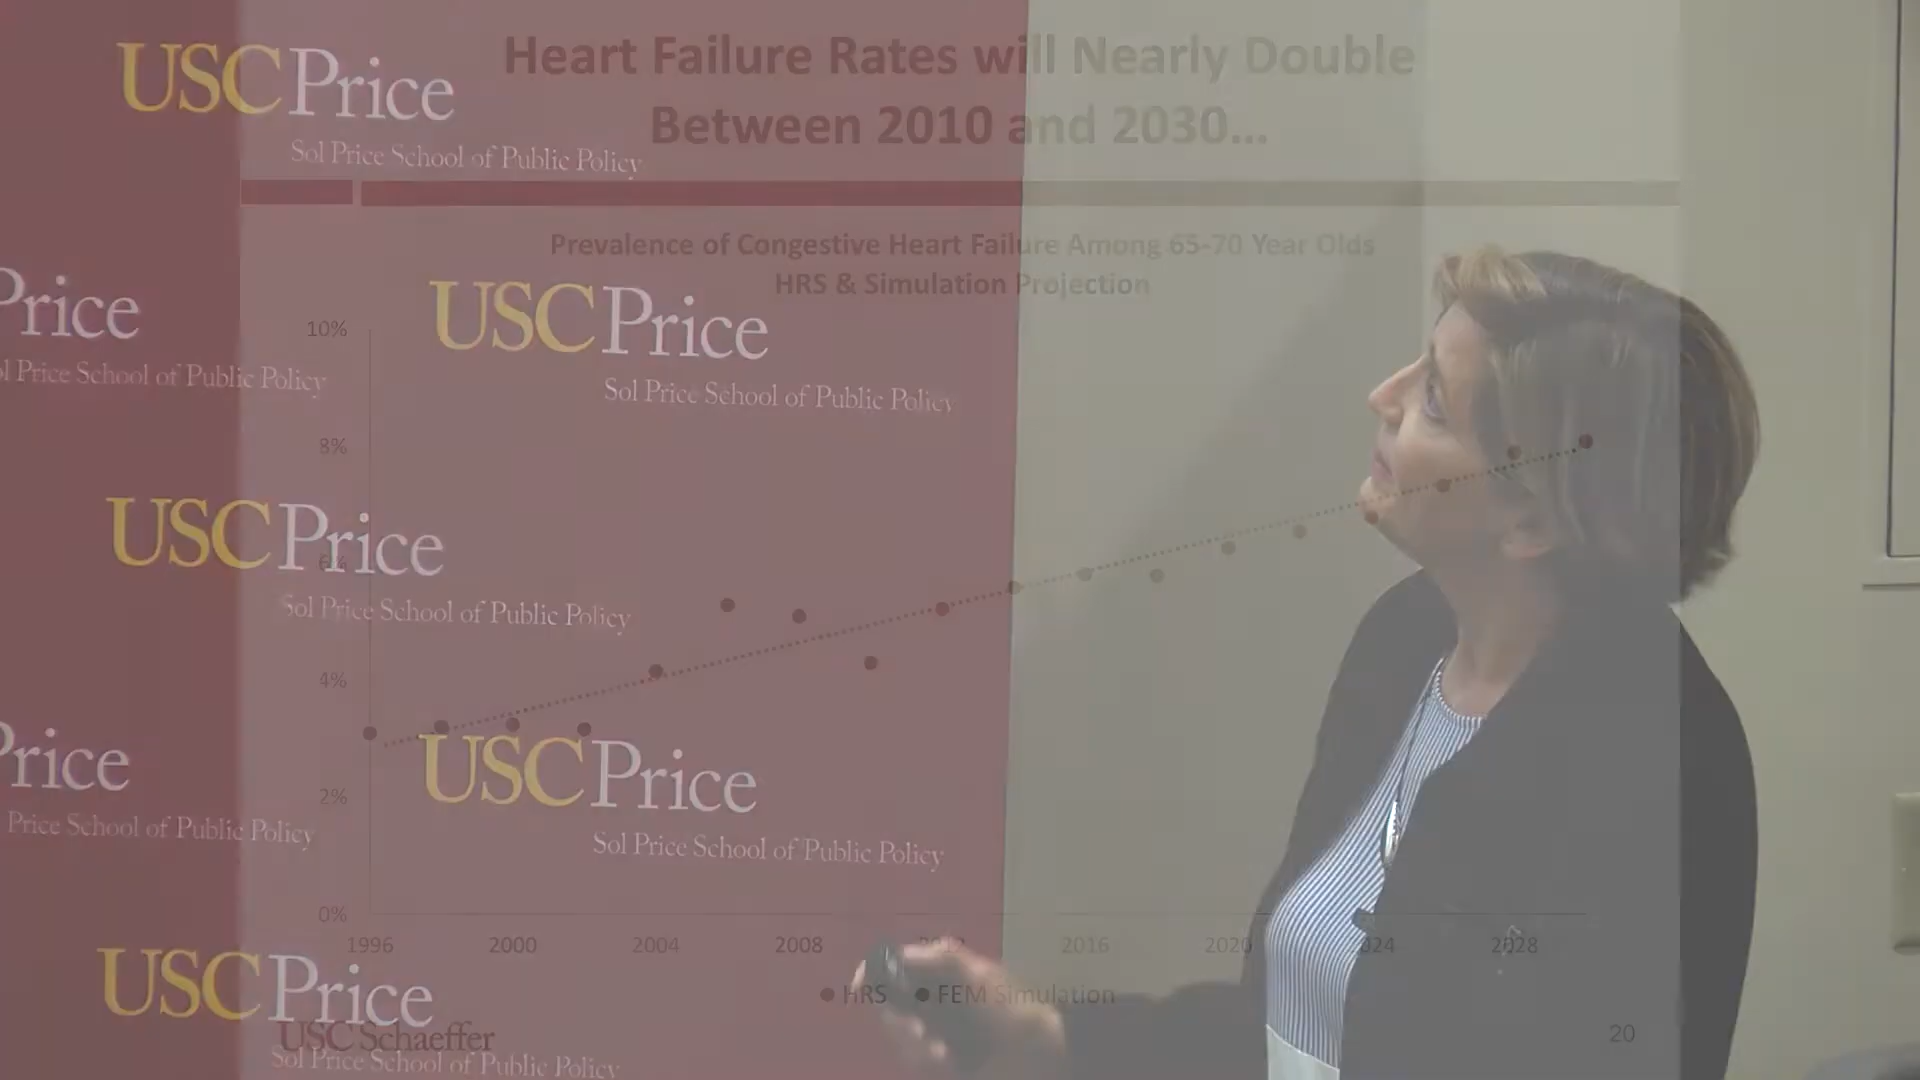 USC Price
Sol Price School of Public Policy
Heart Failure Rates will Nearly Double
Between 2010 and 2030...
Prevalence of Congestive Heart Failure Among 65-70 Year Olds
HRS & Simulation Projection
Price
Sol Price School of Public Policy
USC Price
Sol Price School of Public Policy
10%
8%
6%
4%
2%
0%
USC Price
Sol Price School of Public Policy
Price
Price School of Public Policy
USC Price
Sol Price School of Public Policy
1996 2000 2004 2008 2012 2016 2020 2024 2028
HRS FEM Simulation
USC Price
Sol Price School of Public Policy
USC Schaeffer
20